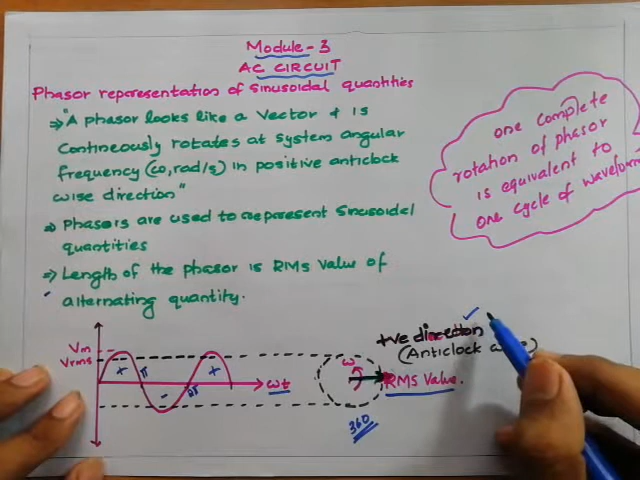 Module-3
AC CIRCUIT
Phasor representation of Sinusoidal quantities
⇒ "A phasor looks like a Vector & is
Contineously rotates at system angular
frequency (ω, rad/s) in positive anticlock
wise direction"
⇒ Phasors are used to represent Sinusoidal
quantities
⇒ Length of the phasor is RMS Value of
alternating quantity.
one complete
rotation of phasor
is equivalent to
one cycle of waveform
Vm
Vrms
+
π
-
2π
+
ωt
+ve direction
(Anticlock
ω
RMS Value.
360